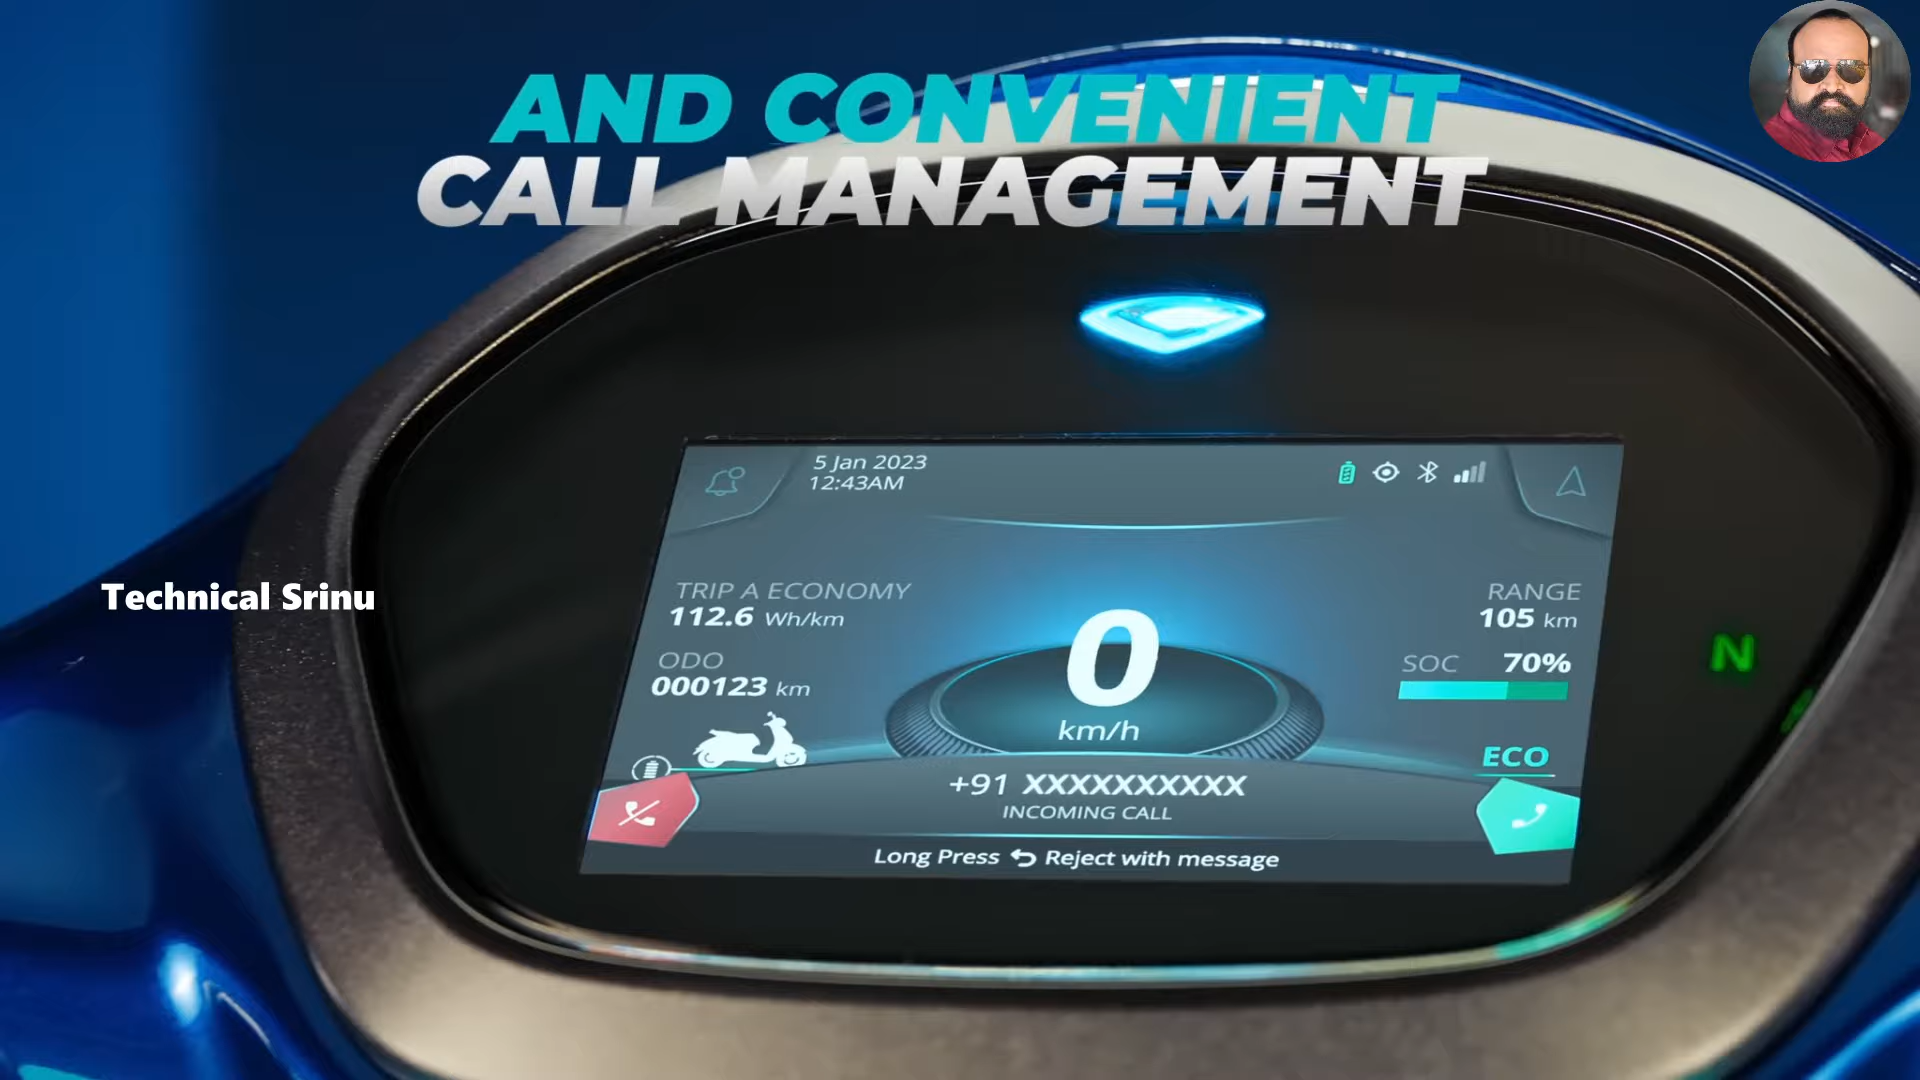 AND CONVENIENT
CALL MANAGEMENT
5 Jan 2023
12:43AM
TRIP A ECONOMY
112.6 Wh/km
ODO
000123 km
0
km/h
RANGE
105 km
SOC 70%
N
ECO
Technical Srinu
+91 XXXXXXXXXX
INCOMING CALL
Long Press Reject with message